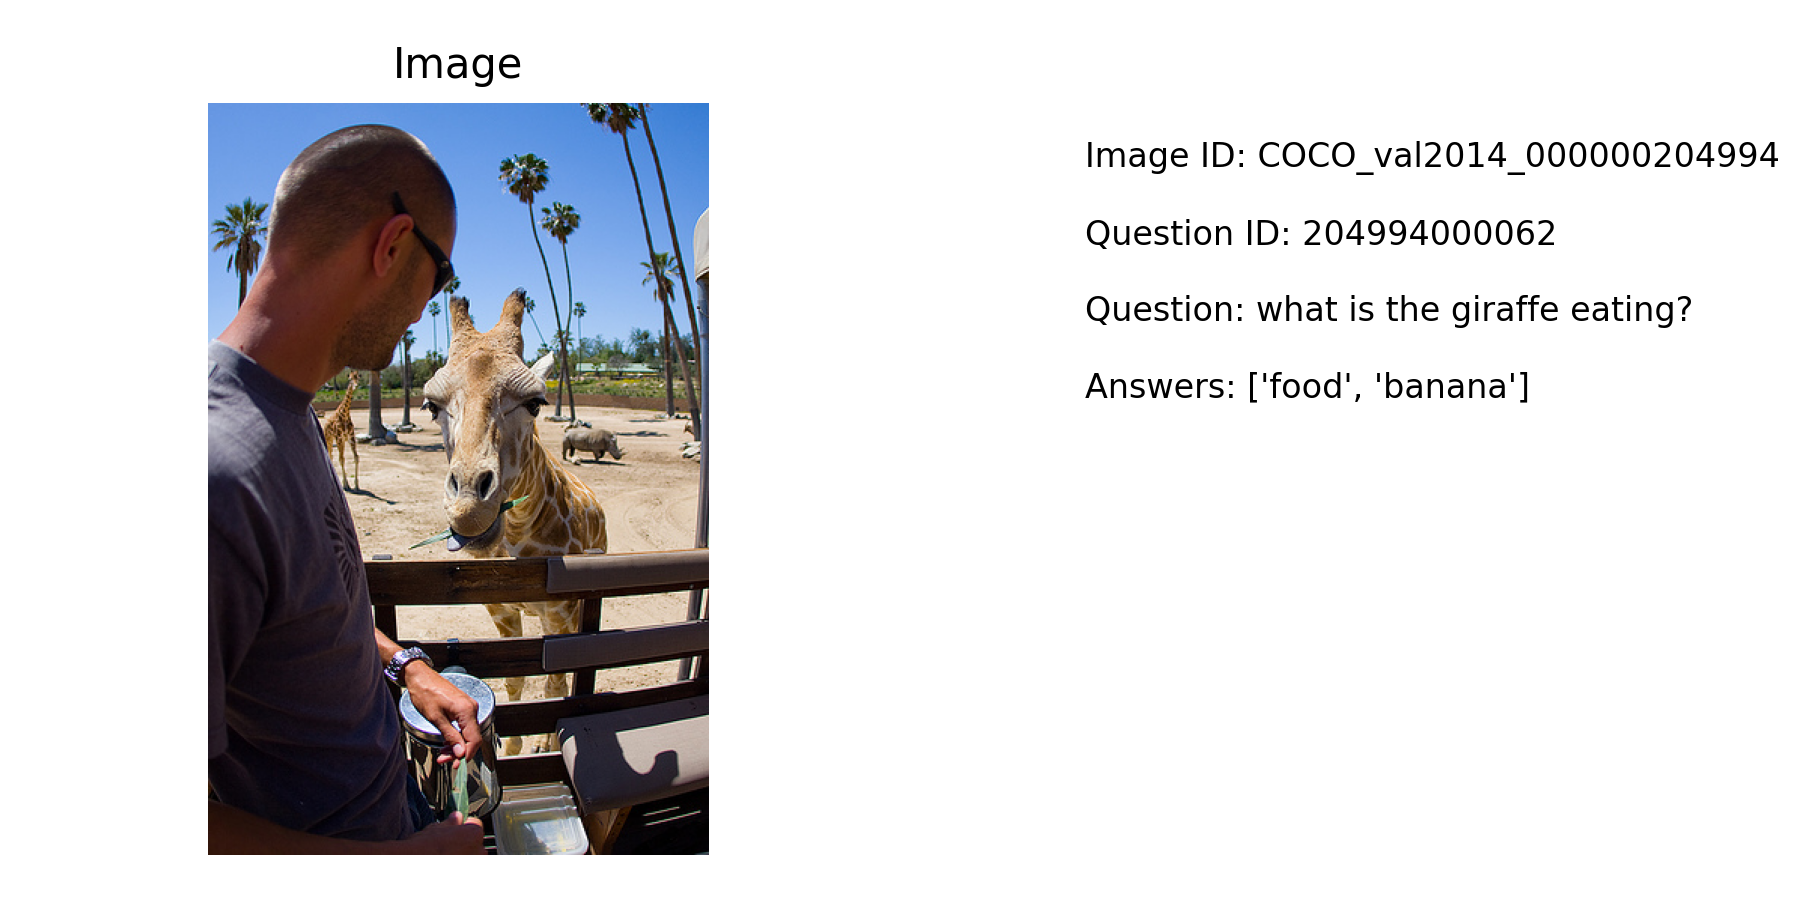 Image
Image ID: COCO_val2014_000000204994
Question ID: 204994000062
Question: what is the giraffe eating?
Answers: ['food', 'banana']